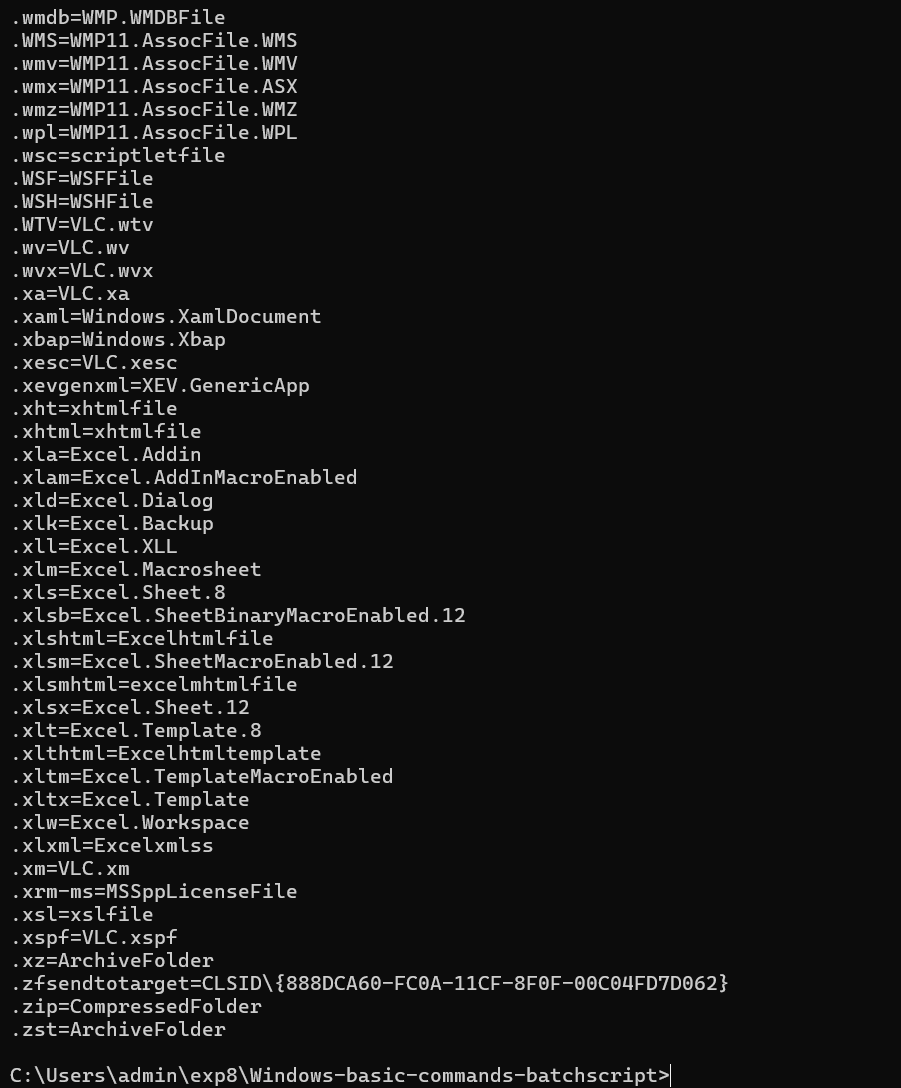 .wmdb=WMP.WMDBFile
.WMS=WMP11.AssocFile.WMS
.wmv=WMP11.AssocFile.WMV
.wmx=WMP11.AssocFile.ASX
.wmz=WMP11.AssocFile.WMZ
.wpl=WMP11.AssocFile.WPL
.wsc=scriptletfile
.WSF=WSFFile
.WSH=WSHFile
.WTV=VLC.wtv
.wv=VLC.wv
.wvx=VLC.wvx
.xa=VLC.xa
.xaml=Windows.XamlDocument
.xbap=Windows.Xbap
.xesc=VLC.xesc
.xevgenxml=XEV.GenericApp
.xht=xhtmlfile
.xhtml=xhtmlfile
.xla=Excel.Addin
.xlam=Excel.AddInMacroEnabled
.xld=Excel.Dialog
.xlk=Excel.Backup
.xll=Excel.XLL
.xlm=Excel.Macrosheet
.xls=Excel.Sheet.8
.xlsb=Excel.SheetBinaryMacroEnabled.12
.xlshtml=Excelhtmlfile
.xlsm=Excel.SheetMacroEnabled.12
.xlsmhtml=excelmhtmlfile
.xlsx=Excel.Sheet.12
.xlt=Excel.Template.8
.xlthtml=Excelhtmltemplate
.xltm=Excel.TemplateMacroEnabled
.xltx=Excel.Template
.xlw=Excel.Workspace
.xlxml=Excelxmlss
.xm=VLC.xm
.xrm-ms=MSSppLicenseFile
.xsl=xslfile
.xspf=VLC.xspf
.xz=ArchiveFolder
.zfsendtotarget=CLSID\{888DCA60-FC0A-11CF-8F0F-00C04FD7D062}
.zip=CompressedFolder
.zst=ArchiveFolder
C:\Users\admin\exp8\Windows-basic-commands-batchscript>